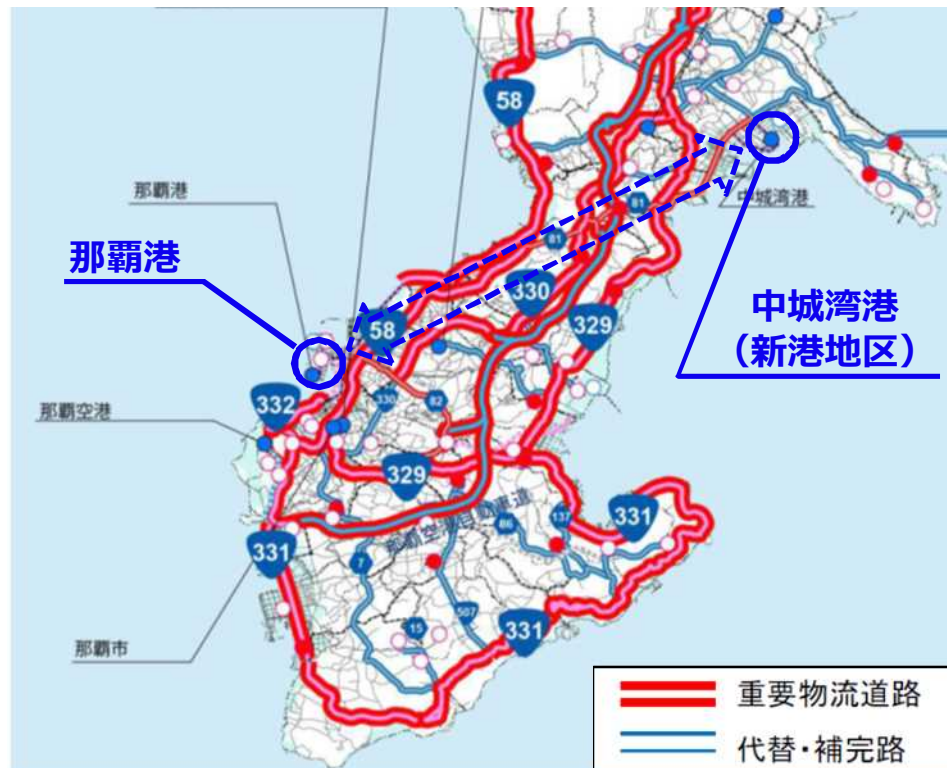 58
那覇港
中城湾港
81
81
那覇港
330
中城湾港
(新港地区)
329
58
332
330
82
那覇空港
329
那覇空港自動車道
137
86
331
331
7
507
15
331
那覇市
重要物流道路
代替・補完路